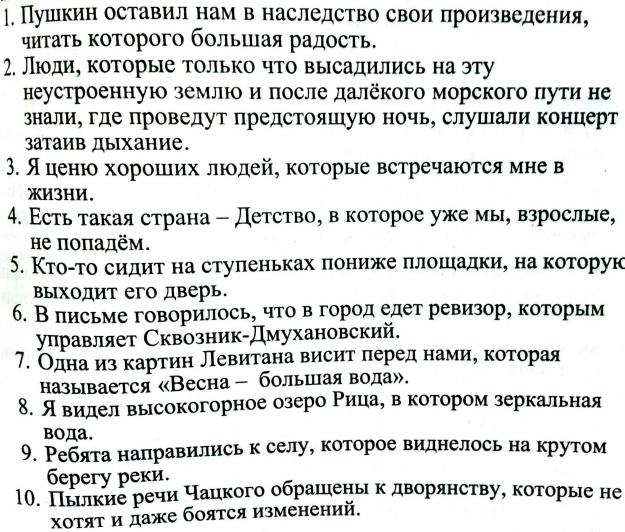 1. Пушкин оставил нам в наследство свои произведения,
читать которого большая радость.
2. Люди, которые только что высадились на эту
неустроенную землю и после далёкого морского пути не
знали, где проведут предстоящую ночь, слушали концерт
затаив дыхание.
3. Я ценю хороших людей, которые встречаются мне в
жизни.
4. Есть такая страна – Детство, в которое уже мы, взрослые,
не попадём.
5. Кто-то сидит на ступеньках пониже площадки, на которую
выходит его дверь.
6. В письме говорилось, что в город едет ревизор, которым
управляет Сквозник-Дмухановский.
7. Одна из картин Левитана висит перед нами, которая
называется «Весна – большая вода».
8. Я видел высокогорное озеро Рица, в котором зеркальная
вода.
9. Ребята направились к селу, которое виднелось на крутом
берегу реки.
10. Пылкие речи Чацкого обращены к дворянству, которые не
хотят и даже боятся изменений.